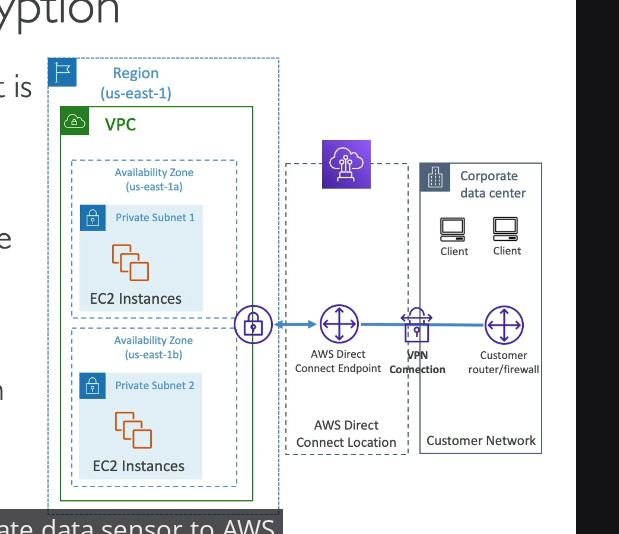 t is
e
Region
(us-east-1)
VPC
Availability Zone
(us-east-1a)
Private Subnet 1
EC2 Instances
Availability Zone
(us-east-1b)
Private Subnet 2
EC2 Instances
AWS Direct
Connect Endpoint
AWS Direct
Connect Location
VPN
Connection
Corporate
data center
Client
Client
Customer
router/firewall
Customer Network
ate data sensor to AWS